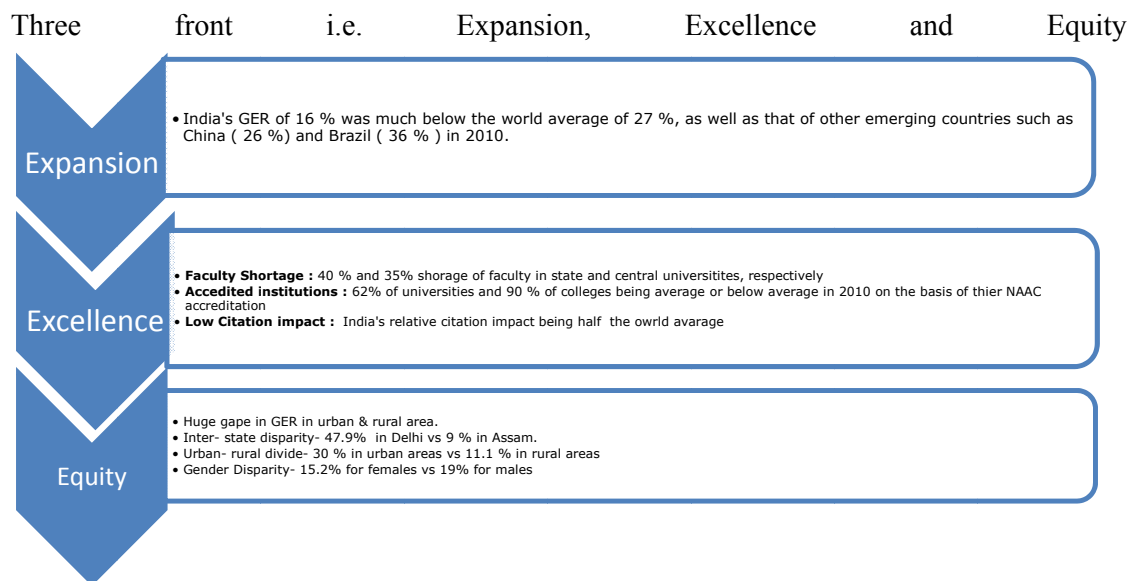 Three front i.e. Expansion, Excellence and Equity
Expansion
• India's GER of 16 % was much below the world average of 27 %, as well as that of other emerging countries such as
China ( 26 %) and Brazil ( 36 % ) in 2010.
Excellence
• Faculty Shortage : 40 % and 35% shorage of faculty in state and central universitites, respectively
• Accedited institutions : 62% of universities and 90 % of colleges being average or below average in 2010 on the basis of thier NAAC
accreditation
• Low Citation impact : India's relative citation impact being half the owrld avarage
Equity
• Huge gape in GER in urban & rural area.
• Inter- state disparity- 47.9% in Delhi vs 9 % in Assam.
• Urban- rural divide- 30 % in urban areas vs 11.1 % in rural areas
• Gender Disparity- 15.2% for females vs 19% for males